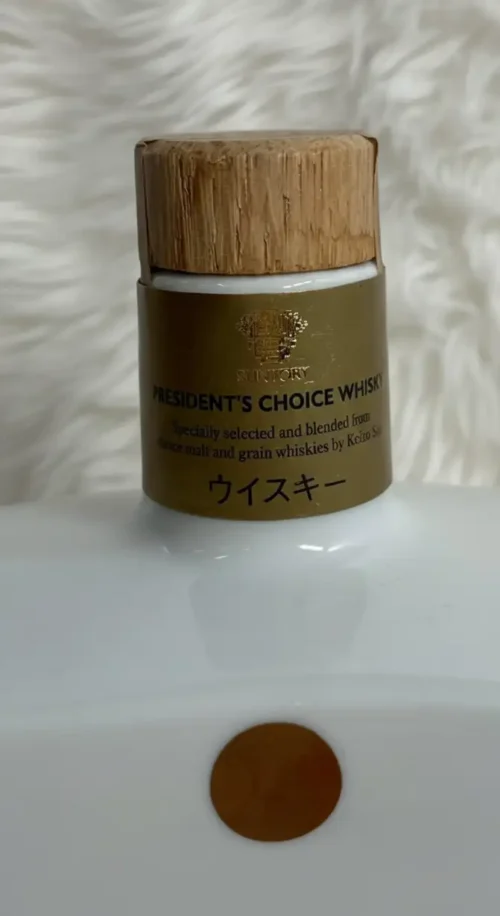 SUNTORY
PRESIDENT'S CHOICE WHISKY
Specially selected and blended from
choice malt and grain whiskies by Keizo
ウイスキー